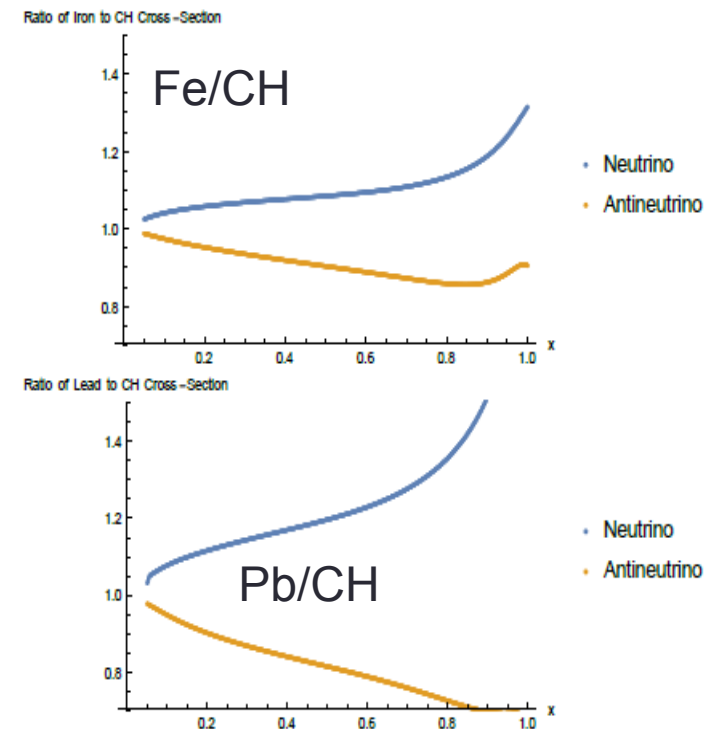 Ratio of Iron to CH Cross-Section
1.4
Fe/CH
1.2
Neutrino
Antineutrino
1.0
0.8
0.2 0.4 0.6 0.8 1.0 x
Ratio of Lead to CH Cross-Section
1.4
1.2
Neutrino
Antineutrino
Pb/CH
1.0
0.8
0.2 0.4 0.6 0.8 1.0 x